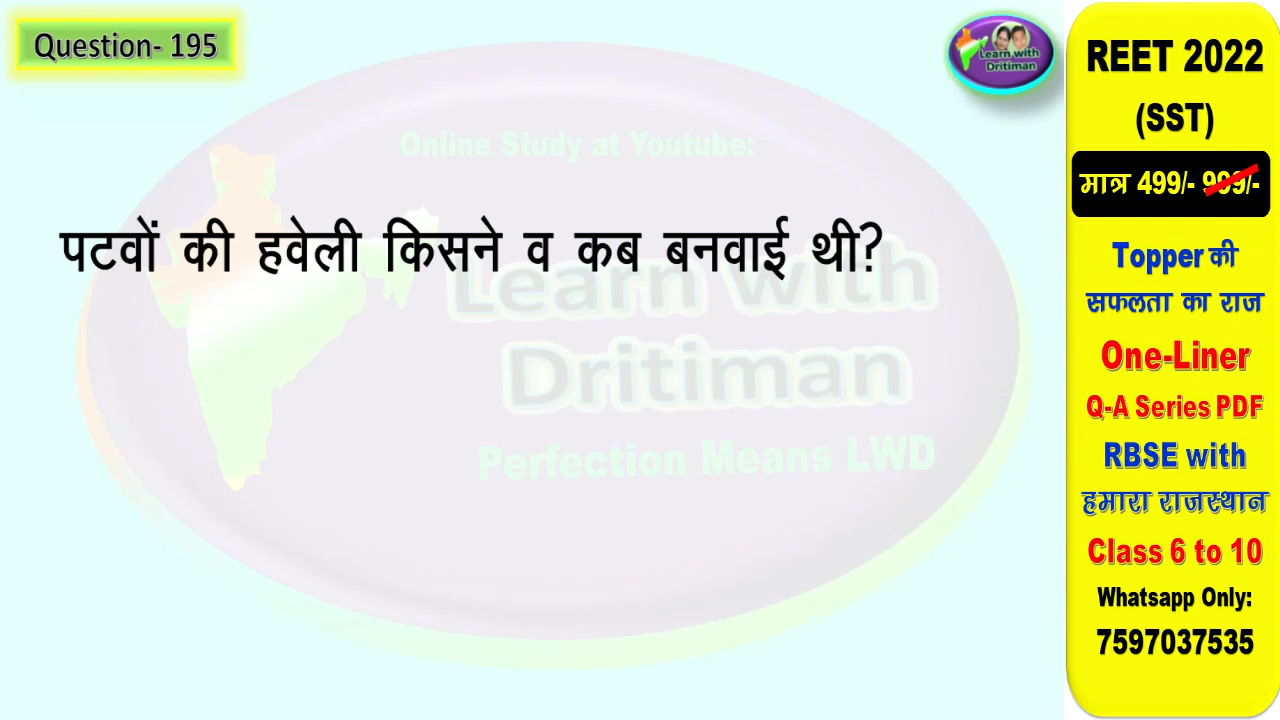 Question- 195
Learn with
Dritiman
Online Study at Youtube:
पटवों की हवेली किसने व कब बनवाई थी?
Learn with
Dritiman
Perfection Means LWD
REET 2022
(SST)
मात्र 499/- 999/-
Topper की
सफलता का राज
One-Liner
Q-A Series PDF
RBSE with
हमारा राजस्थान
Class 6 to 10
Whatsapp Only:
7597037535